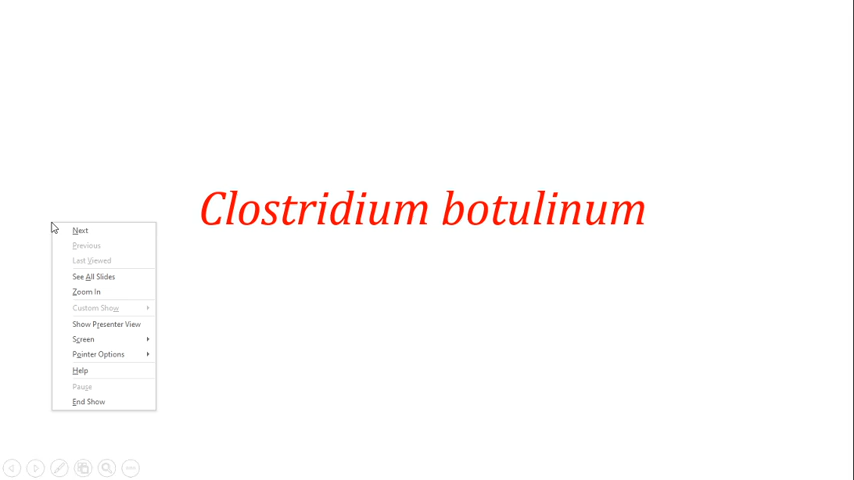 Clostridium botulinum
Next
Previous
Last Viewed
See All Slides
Zoom In
Custom Show
Show Presenter View
Screen
Pointer Options
Help
Pause
End Show